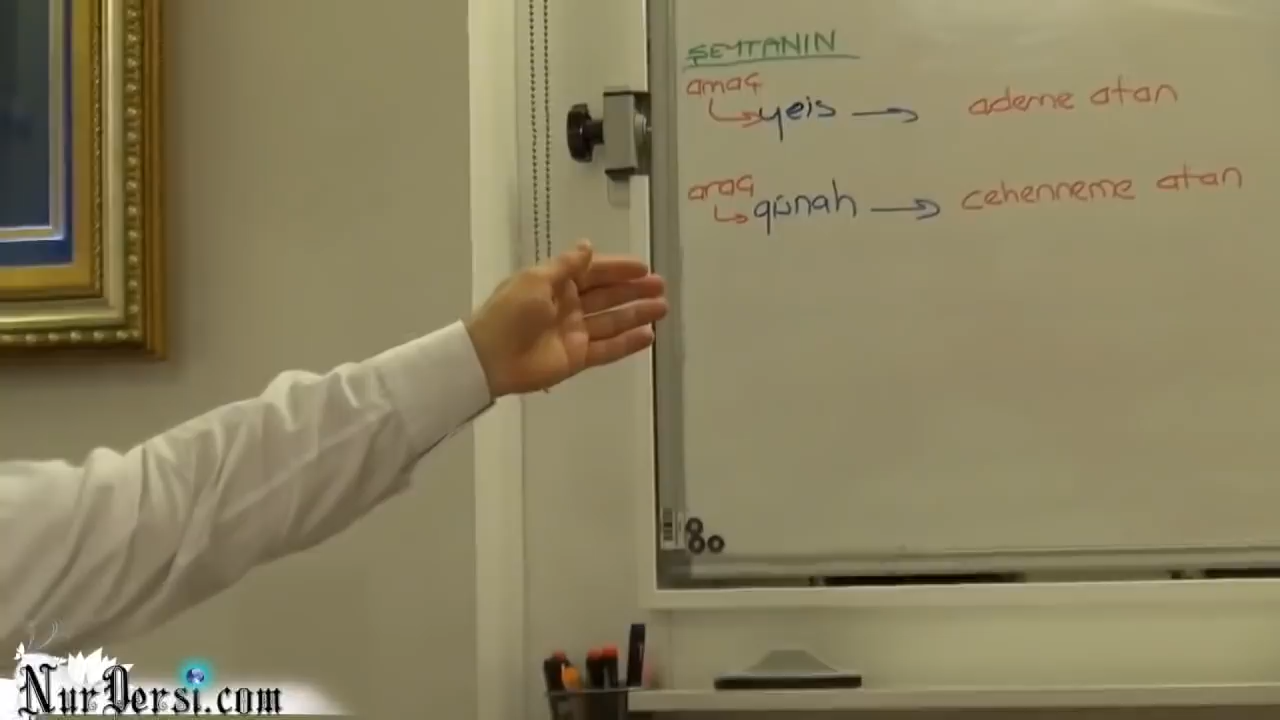 ŞEYTANIN
amaç
yeis → ademe atan
araç
günah → cehenneme atan
NurDersi.com